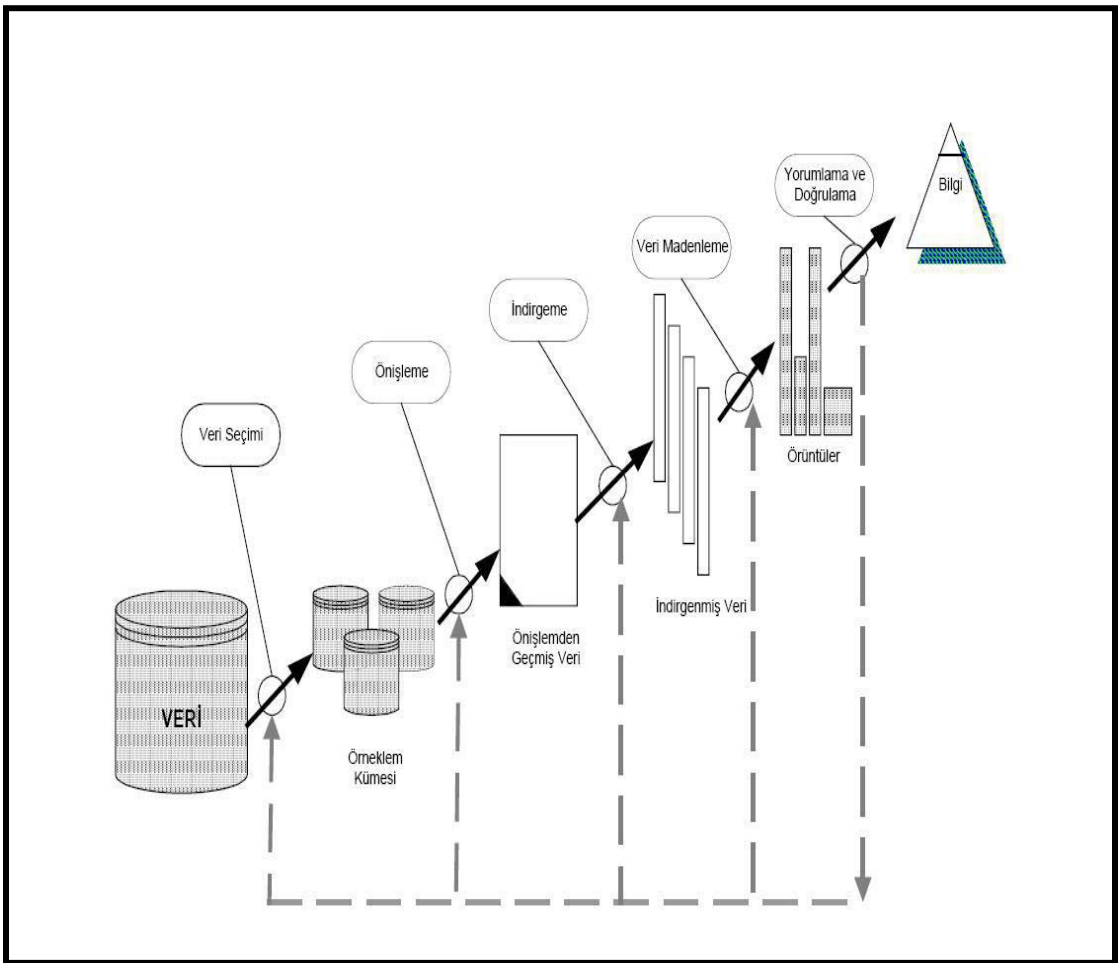 Bilgi
Yorumlama ve
Doğrulama
Veri Madenleme
İndirgeme
Önişleme
Veri Seçimi
Örüntüler
İndirgenmiş Veri
Önişlemden
Geçmiş Veri
VERİ
Örneklem
Kümesi